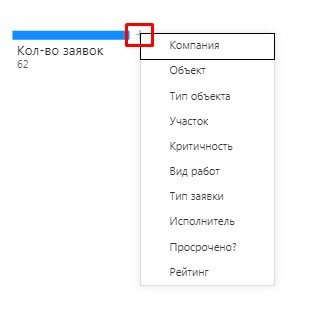 Кол-во заявок
62
Компания
Объект
Тип объекта
Участок
Критичность
Вид работ
Тип заявки
Исполнитель
Просрочено?
Рейтинг